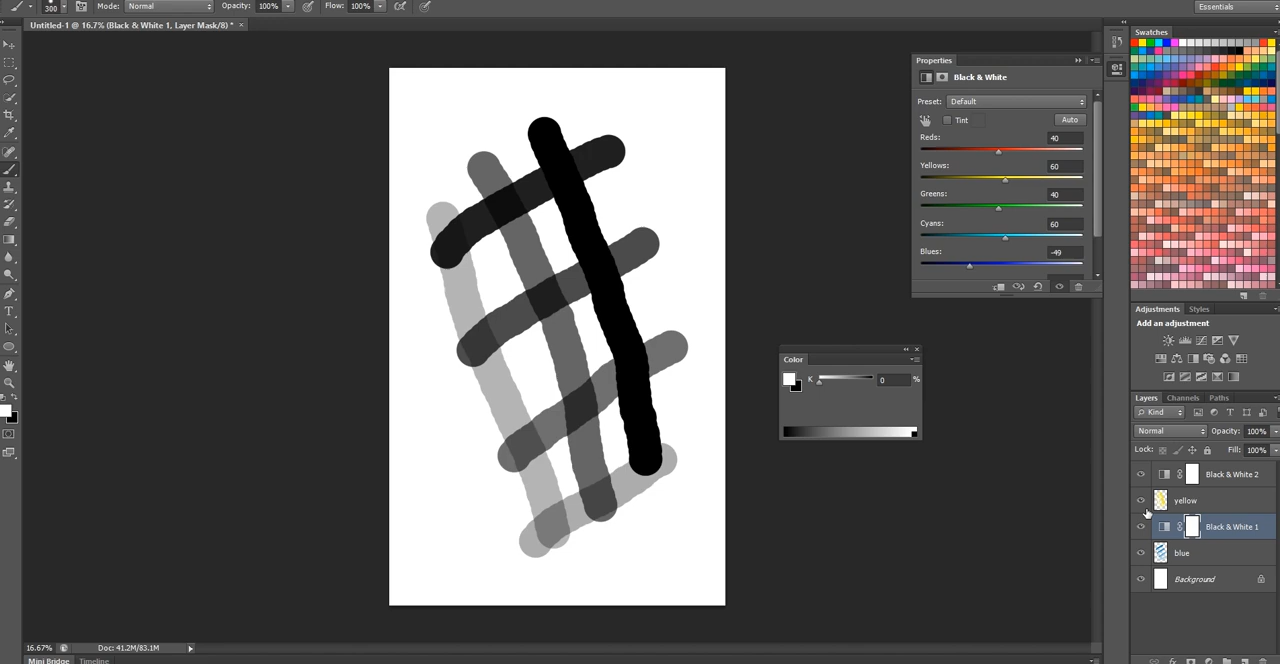 300 Mode: Normal Opacity: 100% Flow: 100% Essentials
Untitled-1 @ 16.7% (Black & White 1, Layer Mask/8) * ×
Swatches
Properties
Black & White
Preset: Default
Tint Auto
Reds: 40
Yellows: 60
Greens: 40
Cyans: 60
Blues: -49
Color
K 0 %
Adjustments Styles
Add an adjustment
Layers Channels Paths
Kind
Normal Opacity: 100%
Lock: Fill: 100%
Black & White 2
yellow
Black & White 1
blue
Background
16.67% Doc: 41.2M/83.1M
Mini Bridge Timeline